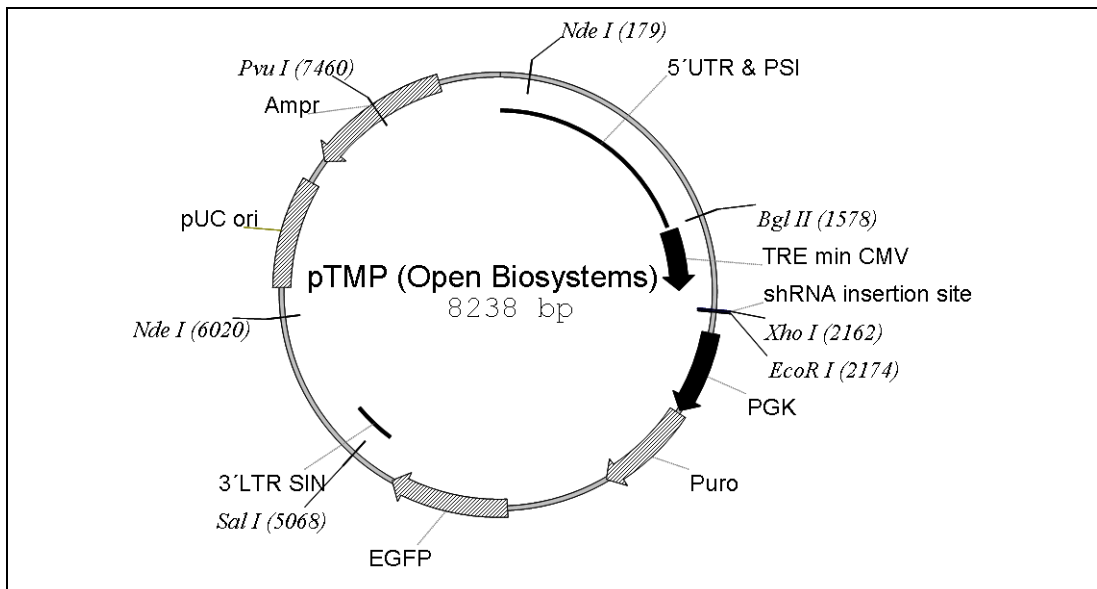 Nde I (179)
5´UTR & PSI
Pvu I (7460)
Ampr
pUC ori
Bgl II (1578)
TRE min CMV
pTMP (Open Biosystems)
8238 bp
shRNA insertion site
Xho I (2162)
EcoR I (2174)
Nde I (6020)
PGK
3´LTR SIN
Puro
Sal I (5068)
EGFP